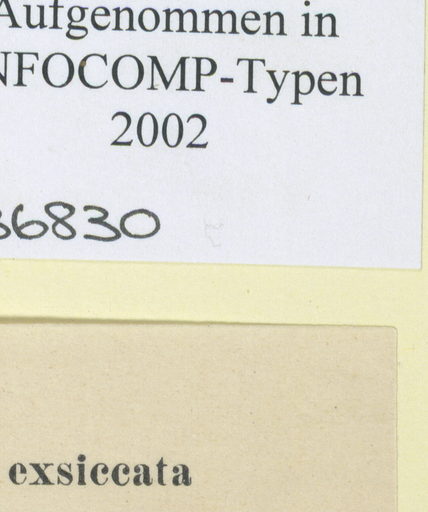 Aufgenommen in
NFOCOMP-Typen
2002
36830
exsiccata